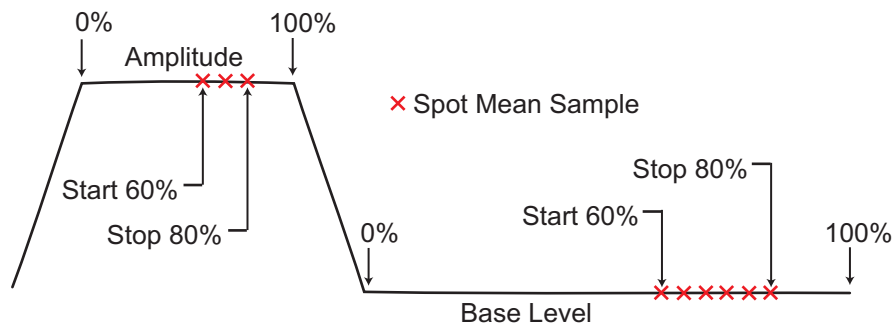 0%
100%
Amplitude
Spot Mean Sample
Start 60%
Stop 80%
Stop 80%
Start 60%
0%
100%
Base Level